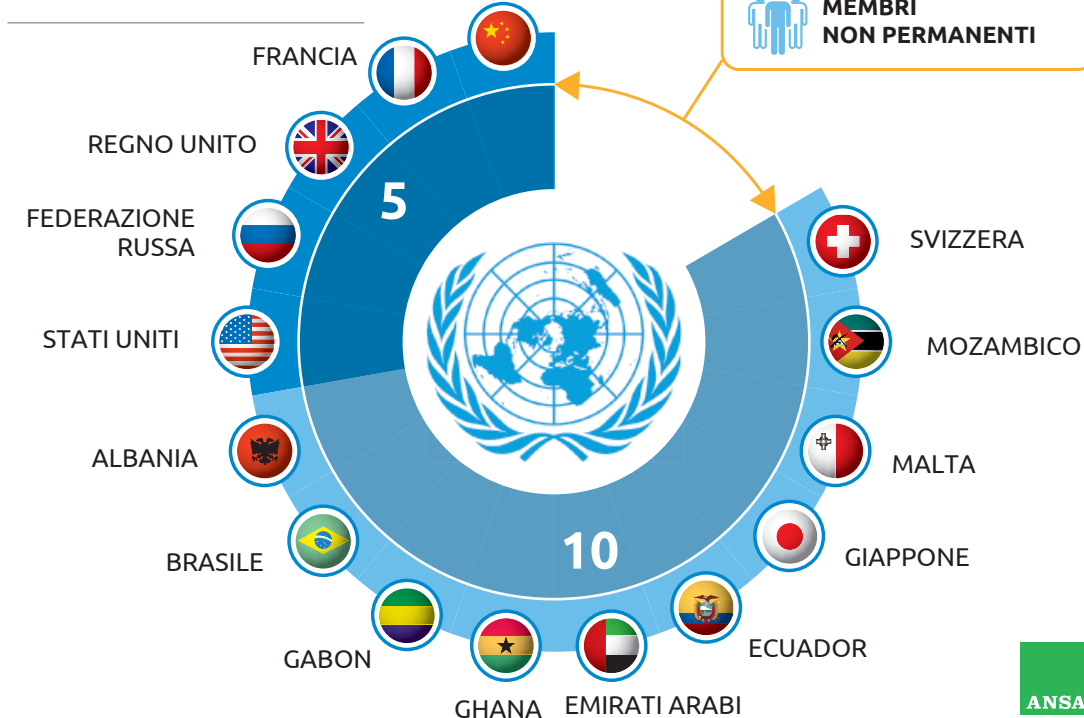 MEMBRI
NON PERMANENTI
FRANCIA
REGNO UNITO
5
FEDERAZIONE
RUSSA
SVIZZERA
STATI UNITI
MOZAMBICO
ALBANIA
MALTA
10
BRASILE
GIAPPONE
GABON
ECUADOR
GHANA
EMIRATI ARABI
ANSA